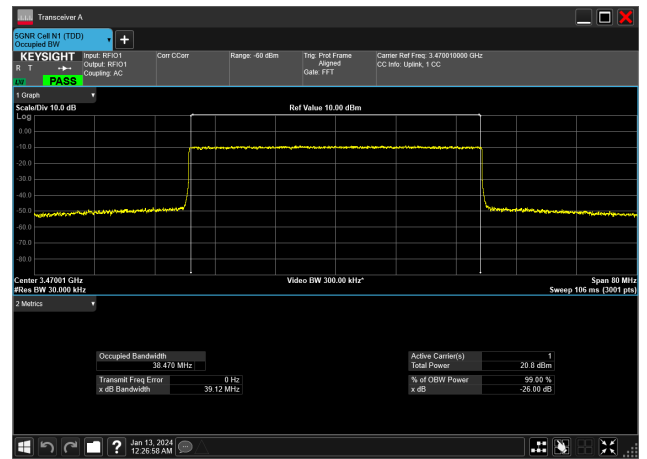 Transceiver A
5GNR Cell N1 (TDD)
Occupied BW
+
KEYSIGHT
R T
LXI
PASS
Input: RFIO1
Output: RFIO1
Coupling: AC
Corr CCorr
Range: -60 dBm
Trig: Prot Frame
Aligned
Gate: FFT
Carrier Ref Freq: 3.470010000 GHz
CC Info: Uplink, 1 CC
1 Graph
Scale/Div 10.0 dB
Ref Value 10.00 dBm
Log
0.00
-10.0
-20.0
-30.0
-40.0
-50.0
-60.0
-70.0
-80.0
Center 3.47001 GHz
Video BW 300.00 kHz*
Span 80 MHz
#Res BW 30.000 kHz
Sweep 106 ms (3001 pts)
2 Metrics
Occupied Bandwidth
38.470 MHz
Transmit Freq Error 0 Hz
x dB Bandwidth 39.12 MHz
Active Carrier(s) 1
Total Power 20.8 dBm
% of OBW Power 99.00 %
x dB -26.00 dB
?
Jan 13, 2024
12:26:58 AM